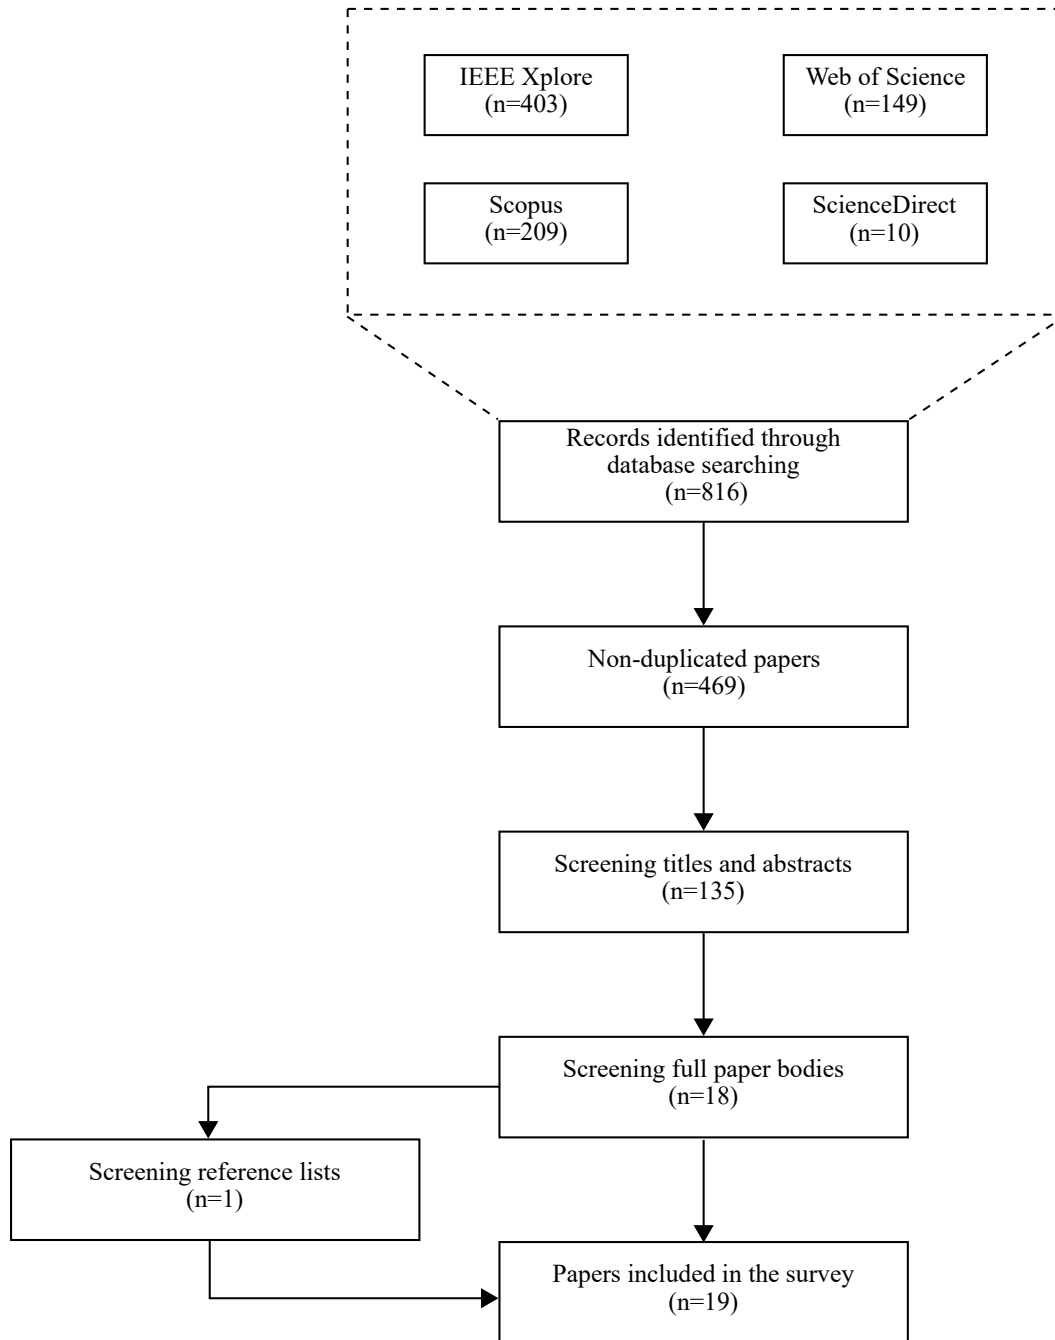 IEEE Xplore
(n=403)
Web of Science
(n=149)
Scopus
(n=209)
ScienceDirect
(n=10)
Records identified through
database searching
(n=816)
Non-duplicated papers
(n=469)
Screening titles and abstracts
(n=135)
Screening full paper bodies
(n=18)
Screening reference lists
(n=1)
Papers included in the survey
(n=19)